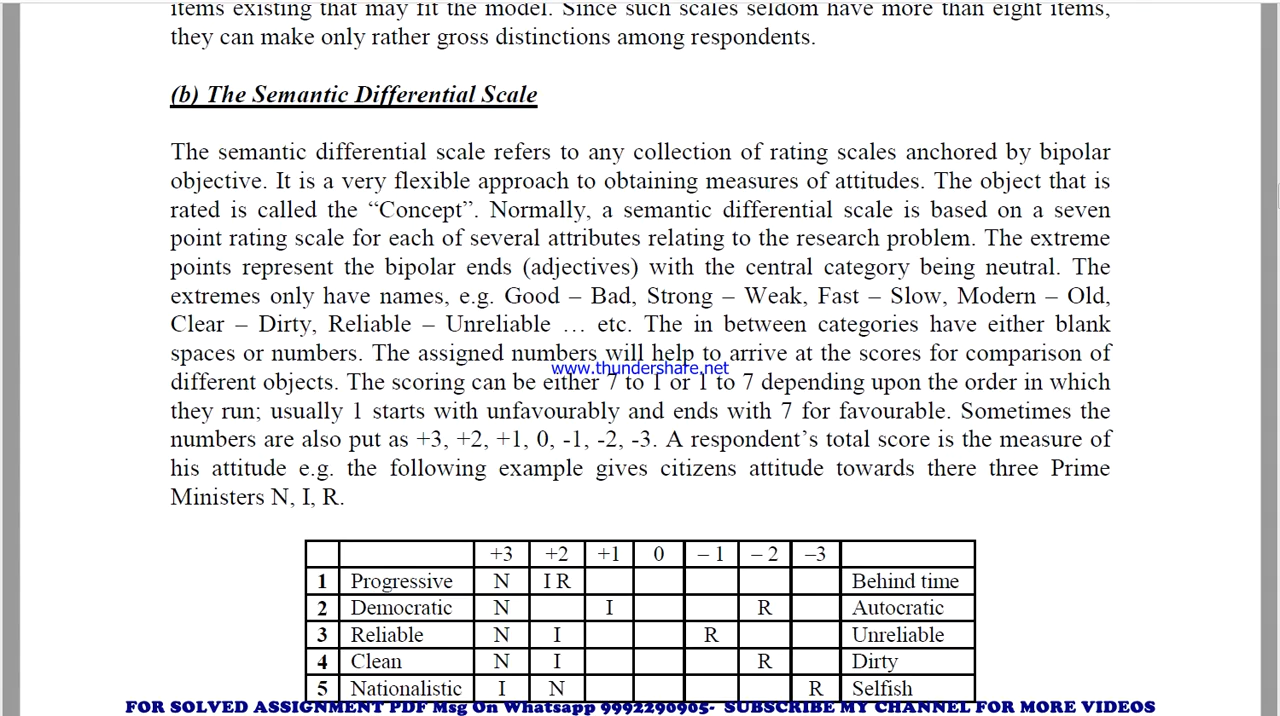 items existing that may fit the model. Since such scales seldom have more than eight items,
they can make only rather gross distinctions among respondents.
(b) The Semantic Differential Scale
The semantic differential scale refers to any collection of rating scales anchored by bipolar
objective. It is a very flexible approach to obtaining measures of attitudes. The object that is
rated is called the “Concept”. Normally, a semantic differential scale is based on a seven
point rating scale for each of several attributes relating to the research problem. The extreme
points represent the bipolar ends (adjectives) with the central category being neutral. The
extremes only have names, e.g. Good – Bad, Strong – Weak, Fast – Slow, Modern – Old,
Clear – Dirty, Reliable – Unreliable … etc. The in between categories have either blank
spaces or numbers. The assigned numbers will help to arrive at the scores for comparison of
www.thundershare.net
different objects. The scoring can be either 7 to 1 or 1 to 7 depending upon the order in which
they run; usually 1 starts with unfavourably and ends with 7 for favourable. Sometimes the
numbers are also put as +3, +2, +1, 0, -1, -2, -3. A respondent’s total score is the measure of
his attitude e.g. the following example gives citizens attitude towards there three Prime
Ministers N, I, R.
+3 +2 +1 0 – 1 – 2 –3
1 Progressive N I R Behind time
2 Democratic N I R Autocratic
3 Reliable N I R Unreliable
4 Clean N I R Dirty
5 Nationalistic I N R Selfish
FOR SOLVED ASSIGNMENT PDF Msg On Whatsapp 9992290905- SUBSCRIBE MY CHANNEL FOR MORE VIDEOS